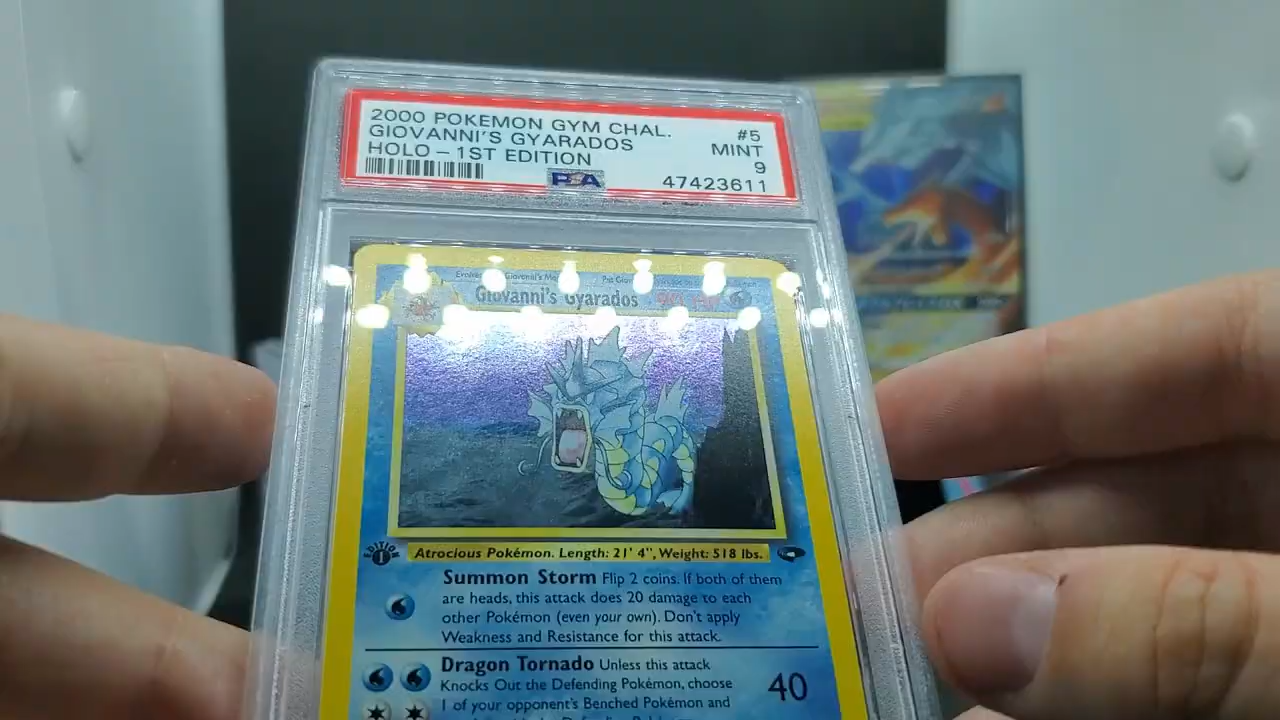 2000 POKEMON GYM CHAL. #5
GIOVANNI'S GYARADOS MINT
HOLO - 1ST EDITION 9
PSA 47423611
Giovanni's Gyarados
EDITION 1
Atrocious Pokémon. Length: 21' 4", Weight: 518 lbs.
Summon Storm Flip 2 coins. If both of them
are heads, this attack does 20 damage to each
other Pokémon (even your own). Don't apply
Weakness and Resistance for this attack.
Dragon Tornado Unless this attack
Knocks Out the Defending Pokémon, choose 40
1 of your opponent's Benched Pokémon and